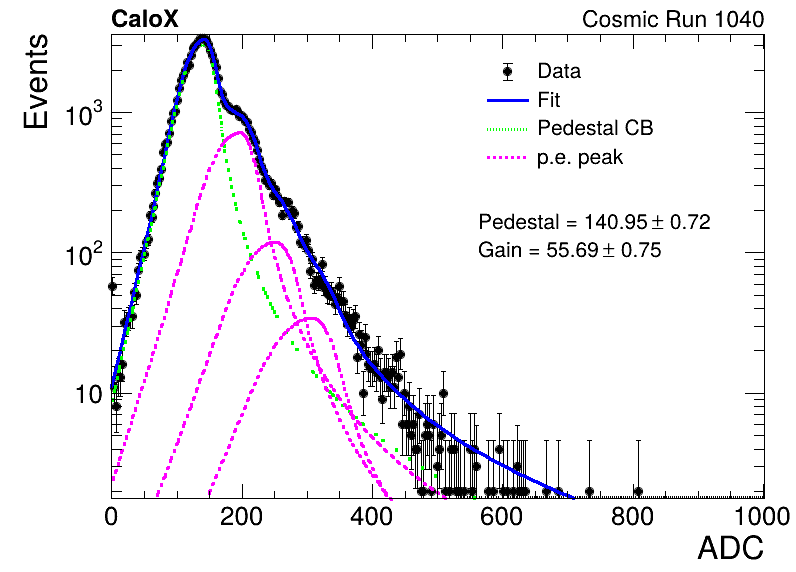 CaloX Cosmic Run 1040
Events
10³
10²
10
Data
Fit
Pedestal CB
p.e. peak
Pedestal = 140.95 ± 0.72
Gain = 55.69 ± 0.75
0 200 400 600 800 1000
ADC